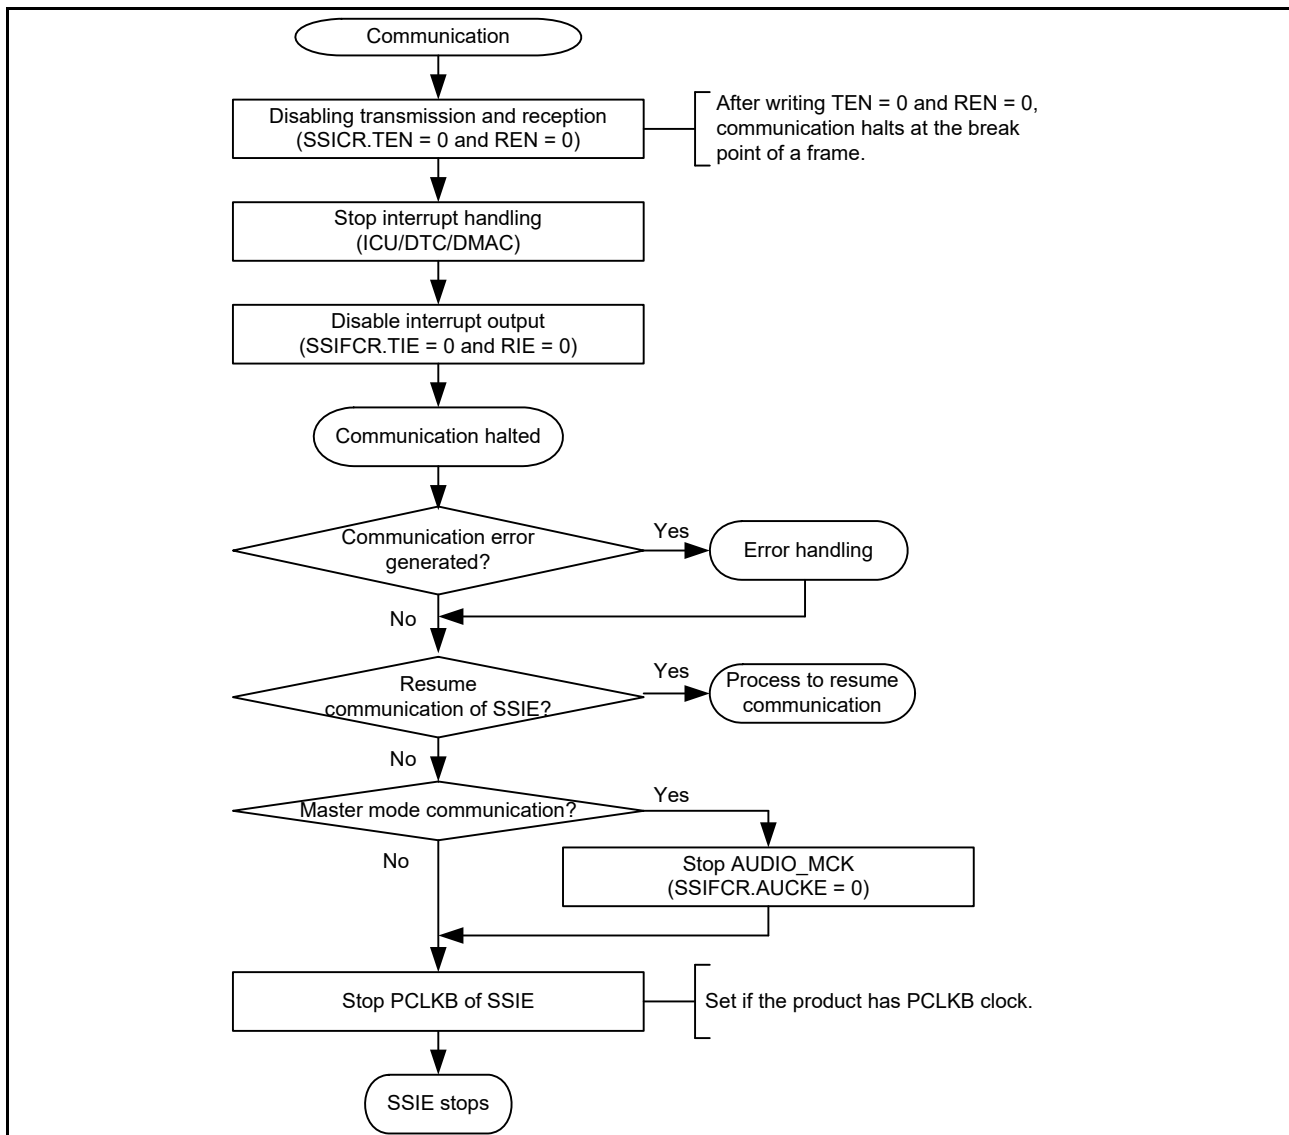 Communication
Disabling transmission and reception
(SSICR.TEN = 0 and REN = 0)
After writing TEN = 0 and REN = 0,
communication halts at the break
point of a frame.
Stop interrupt handling
(ICU/DTC/DMAC)
Disable interrupt output
(SSIFCR.TIE = 0 and RIE = 0)
Communication halted
Communication error
generated?
Yes
Error handling
No
Resume
communication of SSIE?
Yes
Process to resume
communication
No
Master mode communication?
Yes
No
Stop AUDIO_MCK
(SSIFCR.AUCKE = 0)
Stop PCLKB of SSIE
Set if the product has PCLKB clock.
SSIE stops